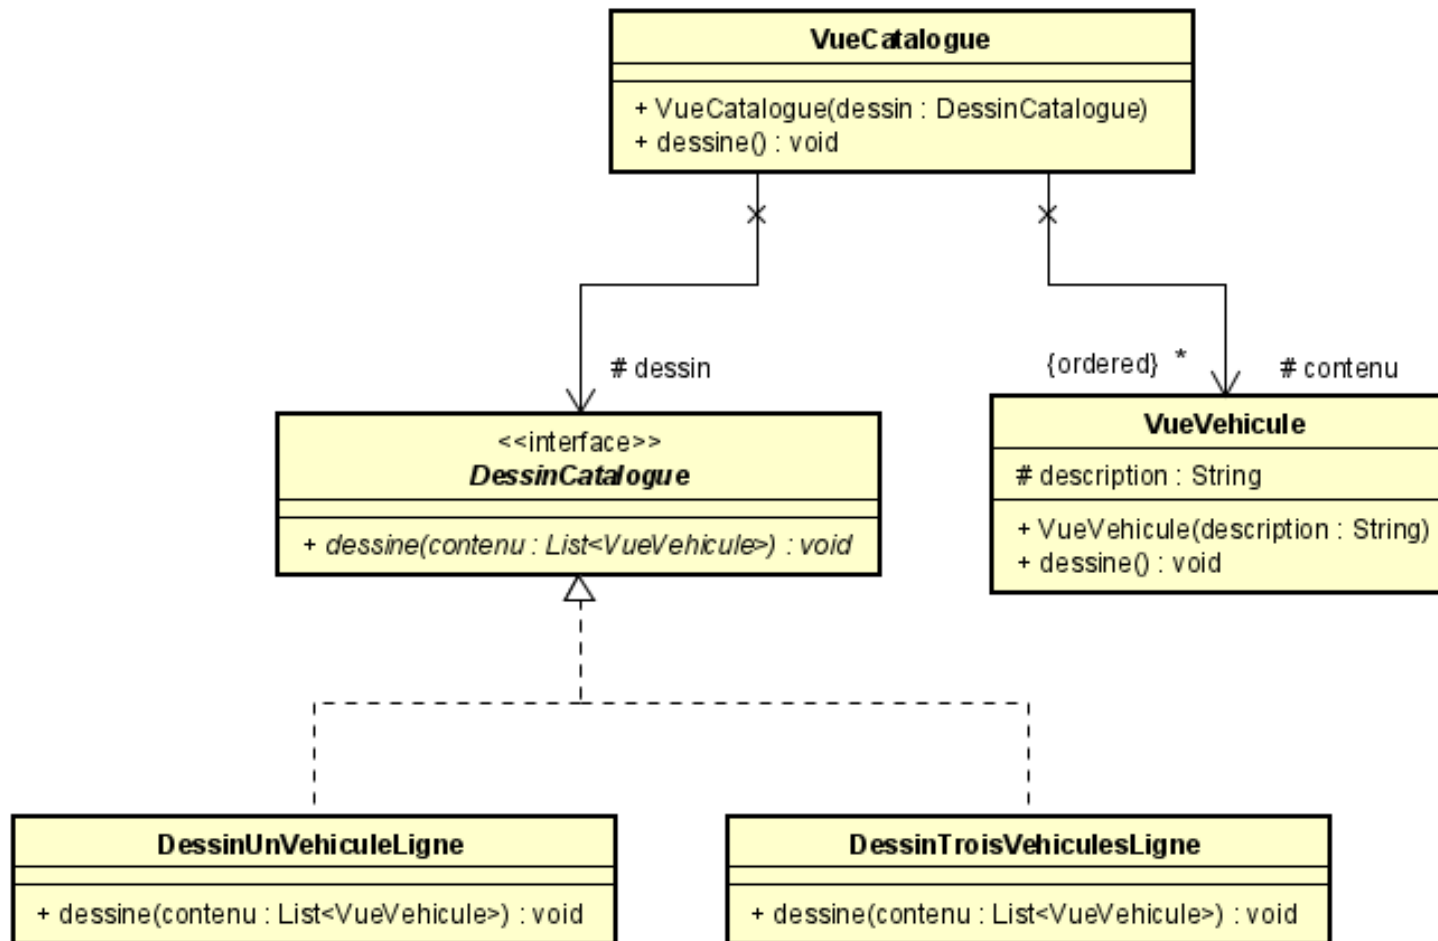 VueCatalogue
+ VueCatalogue(dessin : DessinCatalogue)
+ dessine() : void
# dessin
{ordered} *
# contenu
<<interface>>
DessinCatalogue
+ dessine(contenu : List<VueVehicule>) : void
VueVehicule
# description : String
+ VueVehicule(description : String)
+ dessine() : void
DessinUnVehiculeLigne
+ dessine(contenu : List<VueVehicule>) : void
DessinTroisVehiculesLigne
+ dessine(contenu : List<VueVehicule>) : void